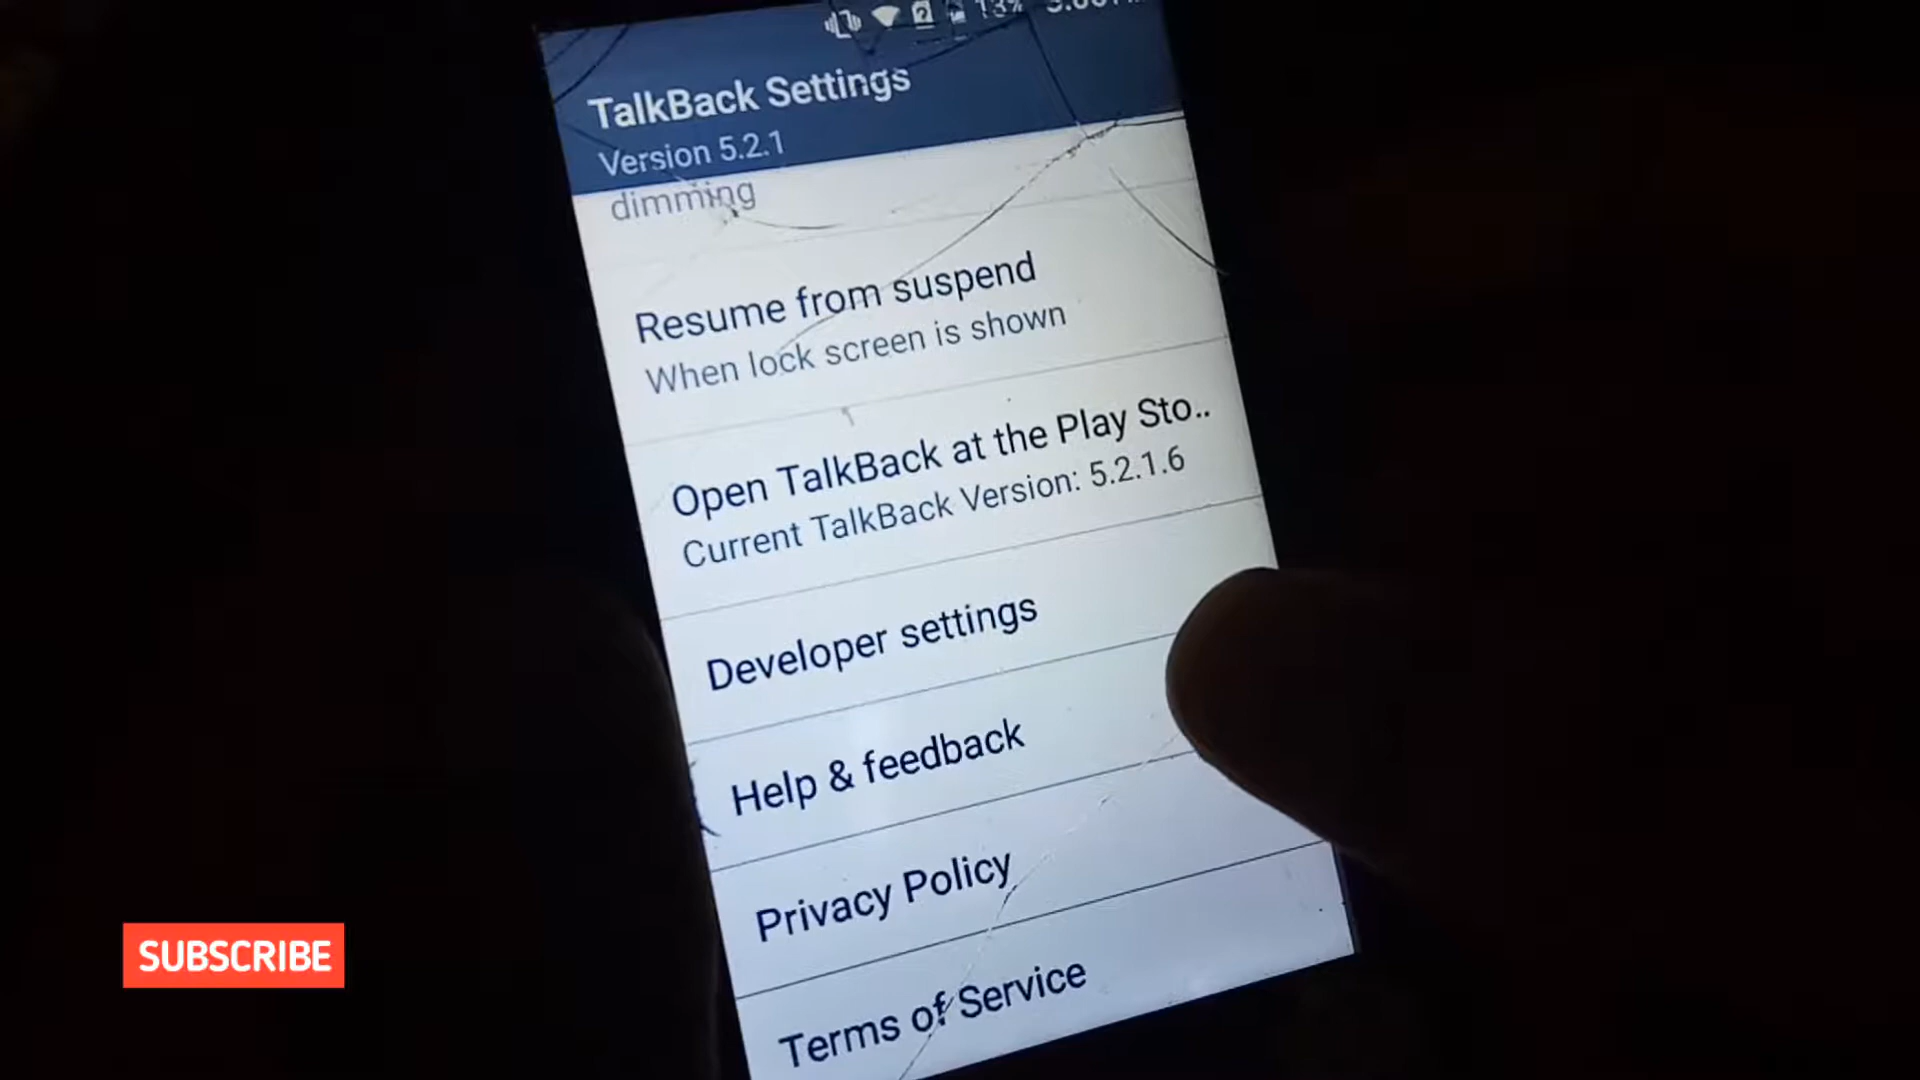 13%
TalkBack Settings
Version 5.2.1
dimming
Resume from suspend
When lock screen is shown
Open TalkBack at the Play Sto..
Current TalkBack Version: 5.2.1.6
Developer settings
Help & feedback
Privacy Policy
Terms of Service
SUBSCRIBE